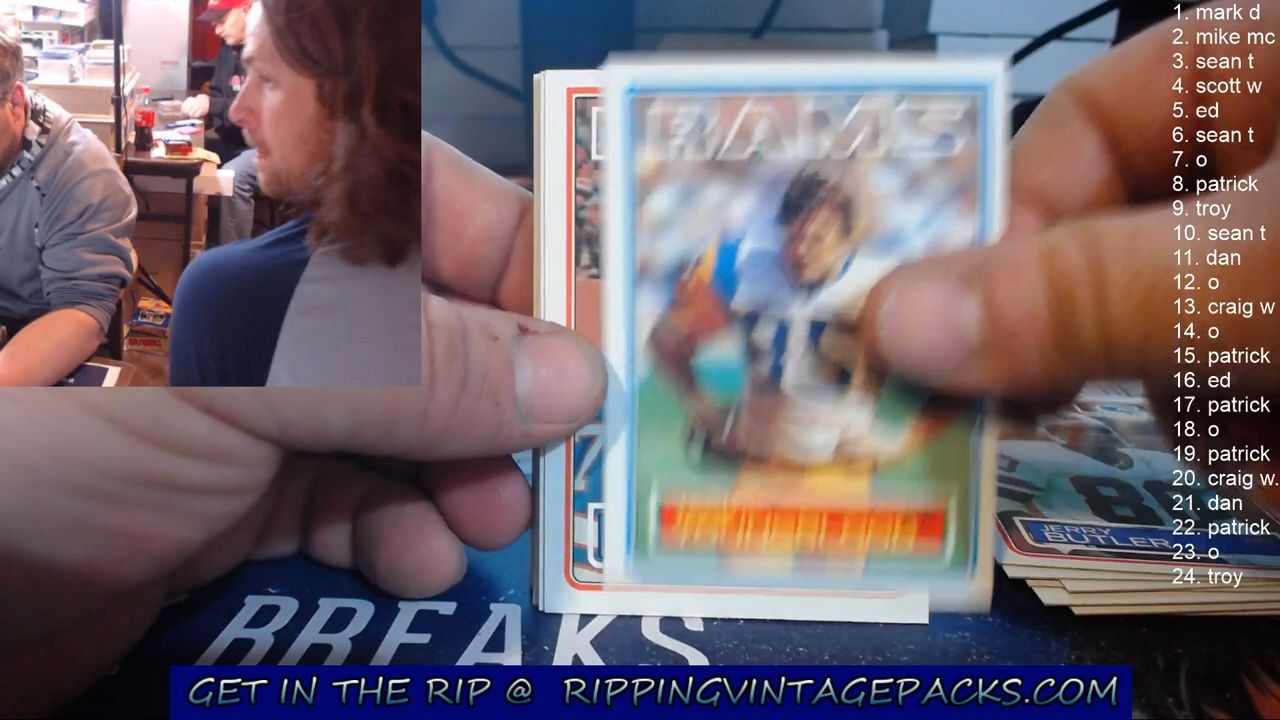 1. mark d
2. mike mc
3. sean t
4. scott w
5. ed
6. sean t
7. o
8. patrick
9. troy
10. sean t
11. dan
12. o
13. craig w
14. o
15. patrick
16. ed
17. patrick
18. o
19. patrick
20. craig w.
21. dan
22. patrick
23. o
24. troy
RAMS
JERRY
BUTLER
BREAKS
GET IN THE RIP @ RIPPINGVINTAGEPACKS.COM